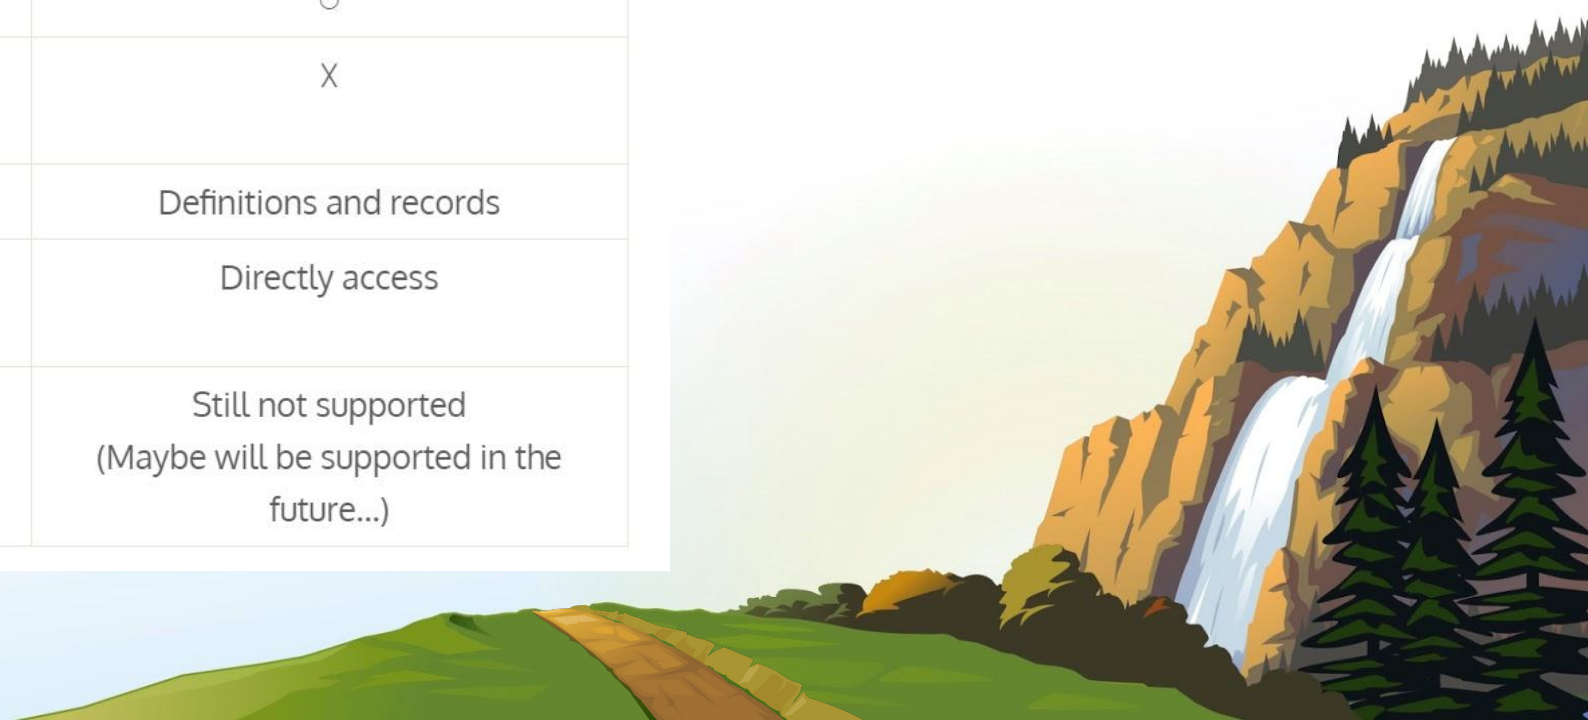 X
Definitions and records
Directly access
Still not supported
(Maybe will be supported in the
future...)